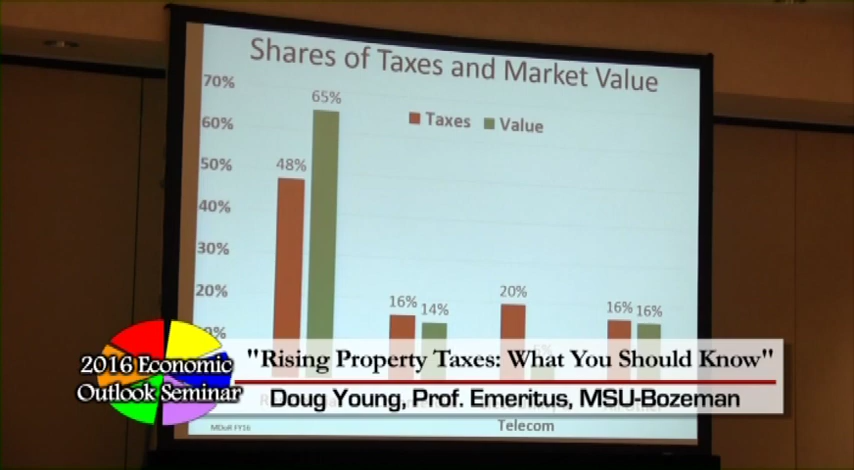 Shares of Taxes and Market Value
70%
60%
50%
40%
30%
20%
Taxes
Value
48%
65%
16%
14%
20%
16%
16%
Telecom
MDoR FY16
2016 Economic
Outlook Seminar
"Rising Property Taxes: What You Should Know"
Doug Young, Prof. Emeritus, MSU-Bozeman